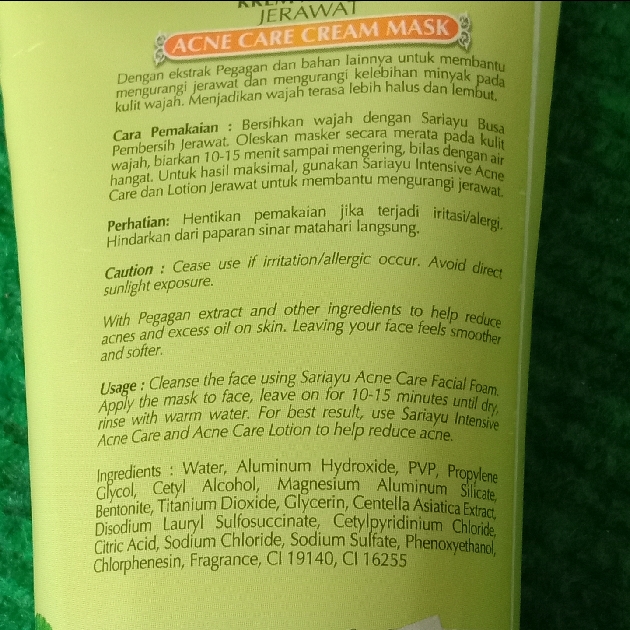 JERAWAT
ACNE CARE CREAM MASK
Dengan ekstrak Pegagan dan bahan lainnya untuk membantu
mengurangi jerawat dan mengurangi kelebihan minyak pada
kulit wajah. Menjadikan wajah terasa lebih halus dan lembut.
Cara Pemakaian : Bersihkan wajah dengan Sariayu Busa
Pembersih Jerawat. Oleskan masker secara merata pada kulit
wajah, biarkan 10-15 menit sampai mengering, bilas dengan air
hangat. Untuk hasil maksimal, gunakan Sariayu Intensive Acne
Care dan Lotion Jerawat untuk membantu mengurangi jerawat.
Perhatian: Hentikan pemakaian jika terjadi iritasi/alergi.
Hindarkan dari paparan sinar matahari langsung.
Caution : Cease use if irritation/allergic occur. Avoid direct
sunlight exposure.
With Pegagan extract and other ingredients to help reduce
acnes and excess oil on skin. Leaving your face feels smoother
and softer.
Usage : Cleanse the face using Sariayu Acne Care Facial Foam.
Apply the mask to face, leave on for 10-15 minutes until dry,
rinse with warm water. For best result, use Sariayu Intensive
Acne Care and Acne Care Lotion to help reduce acne.
Ingredients : Water, Aluminum Hydroxide, PVP, Propylene
Glycol, Cetyl Alcohol, Magnesium Aluminum Silicate,
Bentonite, Titanium Dioxide, Glycerin, Centella Asiatica Extract,
Disodium Lauryl Sulfosuccinate, Cetylpyridinium Chloride,
Citric Acid, Sodium Chloride, Sodium Sulfate, Phenoxyethanol,
Chlorphenesin, Fragrance, CI 19140, CI 16255